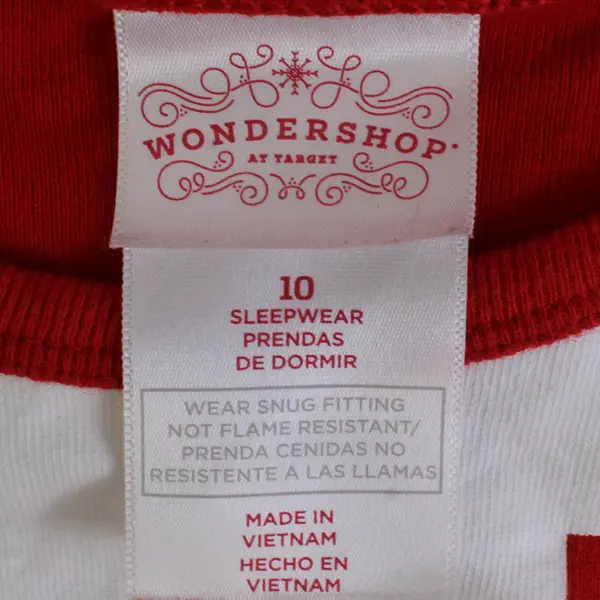 WONDERSHOP
AT TARGET
10
SLEEPWEAR
PRENDAS
DE DORMIR
WEAR SNUG FITTING
NOT FLAME RESISTANT/
PRENDA CENIDAS NO
RESISTENTE A LAS LLAMAS
MADE IN
VIETNAM
HECHO EN
VIETNAM